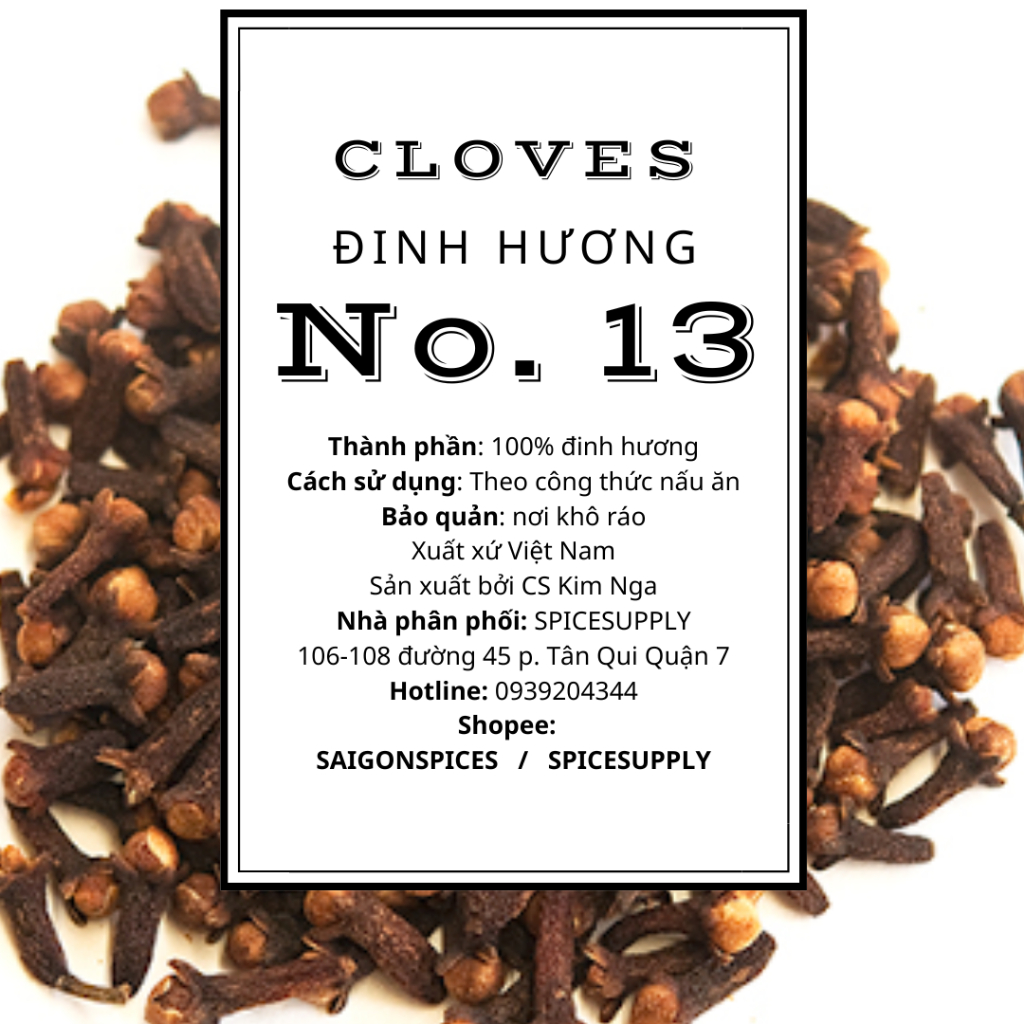 CLOVES
ĐINH HƯƠNG
No. 13
Thành phần: 100% đinh hương
Cách sử dụng: Theo công thức nấu ăn
Bảo quản: nơi khô ráo
Xuất xứ Việt Nam
Sản xuất bởi CS Kim Nga
Nhà phân phối: SPICESUPPLY
106-108 đường 45 p. Tân Qui Quận 7
Hotline: 0939204344
Shopee:
SAIGONSPICES / SPICESUPPLY